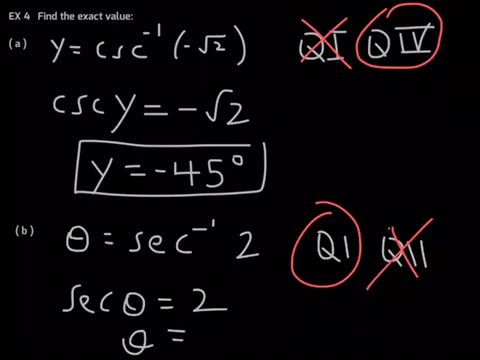 EX 4 Find the exact value:
(a) y = csc⁻¹ (-√2) QI QIV
csc y = -√2
y = -45°
(b) θ = sec⁻¹ 2 QI QII
sec θ = 2
θ =